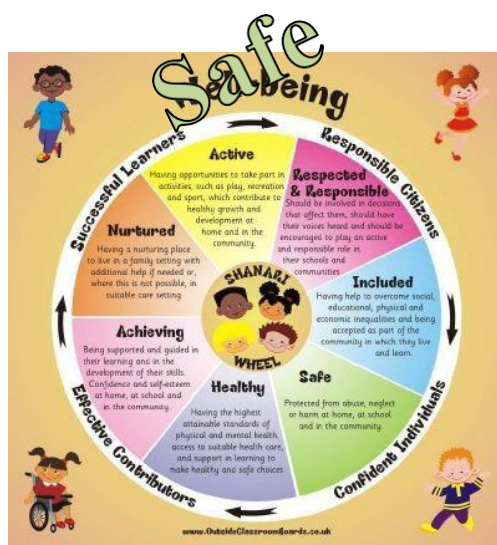 Safe
Well-being
Successful Learners
Responsible Citizens
Active
Having opportunities to take part in
activities, such as play, recreation
and sport, which contribute to
healthy growth and
development at
home and in the
community.
Respected
& Responsible
Should be involved in decisions
that affect them, should have
their voices heard and should be
encouraged to play an active
and responsible role in
their schools and
communities
Nurtured
Having a nurturing place
to live in a family setting with
additional help if needed or,
where this is not possible, in
suitable care setting
SHANARI
WHEEL
Included
Having help to overcome social,
educational, physical and
economic inequalities and being
accepted as part of the
community in which they live
and learn.
Achieving
Being supported and guided in
their learning and in the
development of their skills.
Confidence and self-esteem
at home, at school and
in the community.
Healthy
Having the highest
attainable standards of
physical and mental health,
access to suitable health care,
and support in learning to
make healthy and safe choices
Safe
Protected from abuse, neglect
or harm at home, at school
and in the community
Effective Contributors
Confident Individuals
www.OutsideClassroomBoards.co.uk